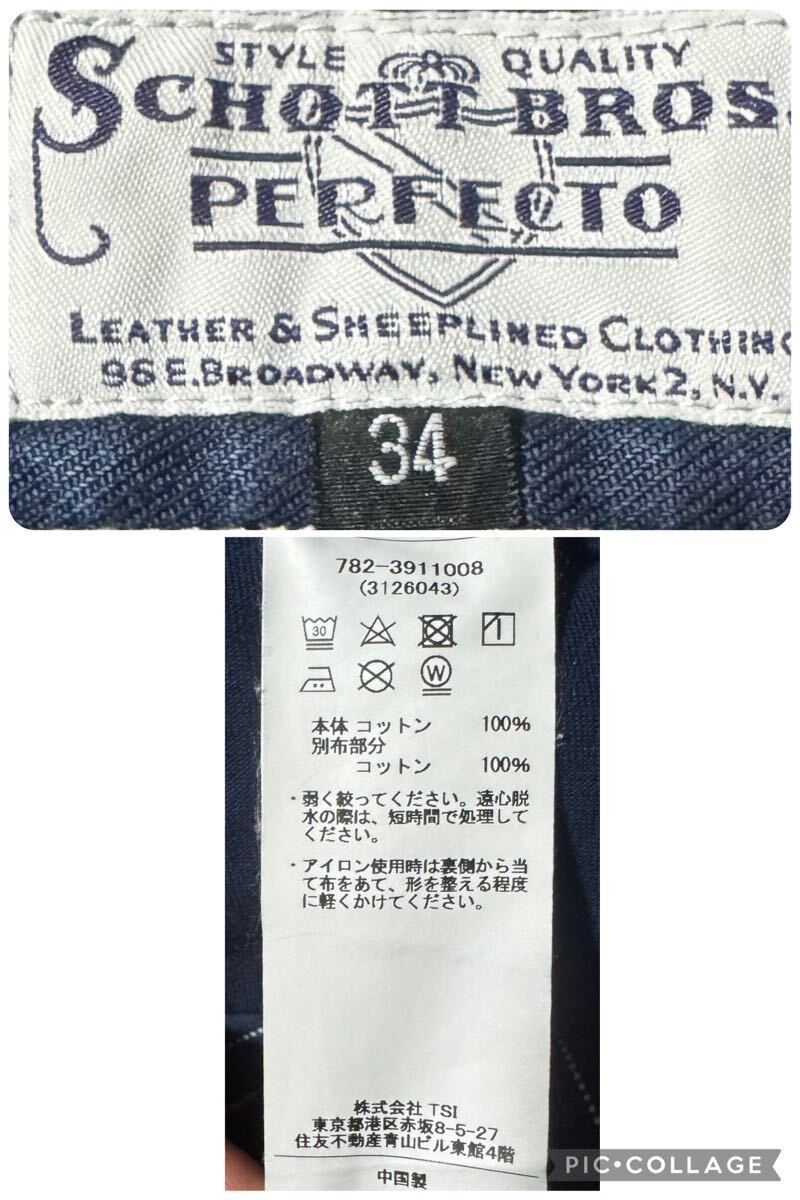 STYLE QUALITY
SCHOTT BROS.
PERFECTO
LEATHER & SHEEPLINED CLOTHING
96 E. BROADWAY, NEW YORK 2, N.Y.
34
782-3911008
(3126043)
30
W
本体 コットン 100%
別布部分
コットン 100%
・弱く絞ってください。遠心脱
水の際は、短時間で処理して
ください。
・アイロン使用時は裏側から当
て布をあて、形を整える程度
に軽くかけてください。
株式会社 TSI
東京都港区赤坂8-5-27
住友不動産青山ビル東館4階
中国製
PIC•COLLAGE